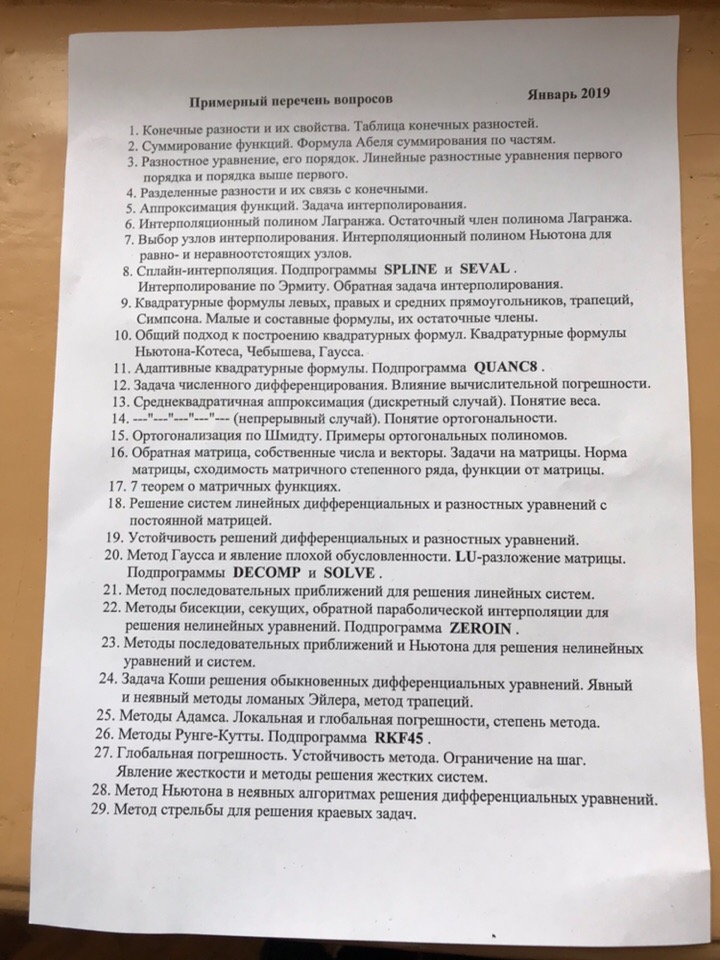 Примерный перечень вопросов Январь 2019
1. Конечные разности и их свойства. Таблица конечных разностей.
2. Суммирование функций. Формула Абеля суммирования по частям.
3. Разностное уравнение, его порядок. Линейные разностные уравнения первого
порядка и порядка выше первого.
4. Разделенные разности и их связь с конечными.
5. Аппроксимация функций. Задача интерполирования.
6. Интерполяционный полином Лагранжа. Остаточный член полинома Лагранжа.
7. Выбор узлов интерполирования. Интерполяционный полином Ньютона для
равно- и неравноотстоящих узлов.
8. Сплайн-интерполяция. Подпрограммы SPLINE и SEVAL .
Интерполирование по Эрмиту. Обратная задача интерполирования.
9. Квадратурные формулы левых, правых и средних прямоугольников, трапеций,
Симпсона. Малые и составные формулы, их остаточные члены.
10. Общий подход к построению квадратурных формул. Квадратурные формулы
Ньютона-Котеса, Чебышева, Гаусса.
11. Адаптивные квадратурные формулы. Подпрограмма QUANC8 .
12. Задача численного дифференцирования. Влияние вычислительной погрешности.
13. Среднеквадратичная аппроксимация (дискретный случай). Понятие веса.
14. ---"---"---"---"--- (непрерывный случай). Понятие ортогональности.
15. Ортогонализация по Шмидту. Примеры ортогональных полиномов.
16. Обратная матрица, собственные числа и векторы. Задачи на матрицы. Норма
матрицы, сходимость матричного степенного ряда, функции от матрицы.
17. 7 теорем о матричных функциях.
18. Решение систем линейных дифференциальных и разностных уравнений с
постоянной матрицей.
19. Устойчивость решений дифференциальных и разностных уравнений.
20. Метод Гаусса и явление плохой обусловленности. LU-разложение матрицы.
Подпрограммы DECOMP и SOLVE .
21. Метод последовательных приближений для решения линейных систем.
22. Методы бисекции, секущих, обратной параболической интерполяции для
решения нелинейных уравнений. Подпрограмма ZEROIN .
23. Методы последовательных приближений и Ньютона для решения нелинейных
уравнений и систем.
24. Задача Коши решения обыкновенных дифференциальных уравнений. Явный
и неявный методы ломаных Эйлера, метод трапеций.
25. Методы Адамса. Локальная и глобальная погрешности, степень метода.
26. Методы Рунге-Кутты. Подпрограмма RKF45 .
27. Глобальная погрешность. Устойчивость метода. Ограничение на шаг.
Явление жесткости и методы решения жестких систем.
28. Метод Ньютона в неявных алгоритмах решения дифференциальных уравнений.
29. Метод стрельбы для решения краевых задач.